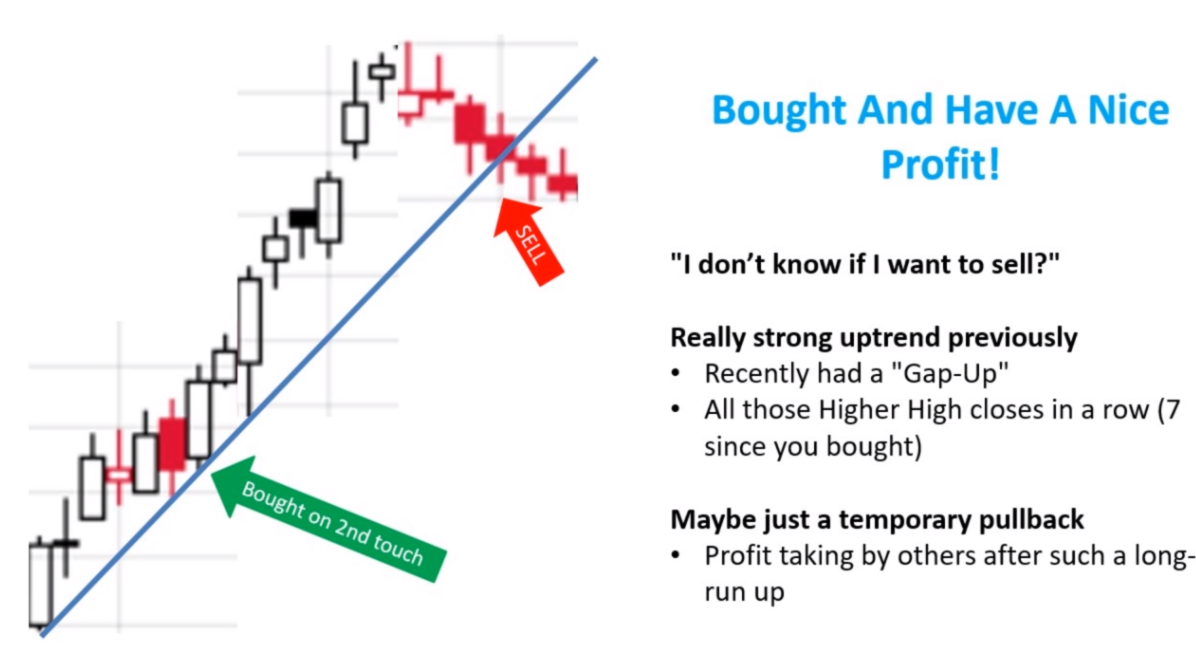 Bought And Have A Nice
Profit!
"I don’t know if I want to sell?"
Really strong uptrend previously
• Recently had a "Gap-Up"
• All those Higher High closes in a row (7
since you bought)
Maybe just a temporary pullback
• Profit taking by others after such a long-
run up
SELL
Bought on 2nd touch